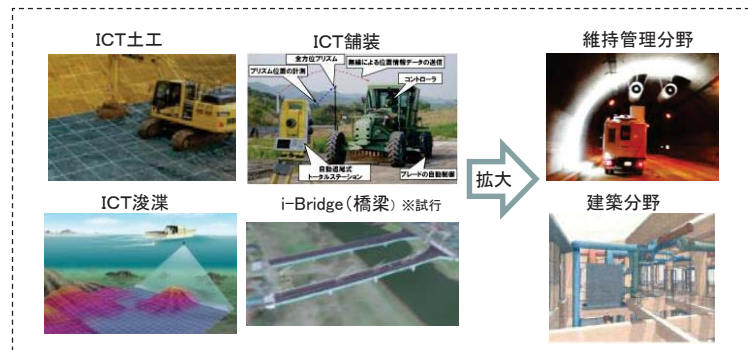 ICT土工
ICT舗装
維持管理分野
全方位プリズム
プリズム位置の計測
無線による位置情報データの送信
コントローラ
自動追尾式
トータルステーション
ブレードの自動制御
拡大
ICT浚渫
i-Bridge（橋梁）※試行
建築分野